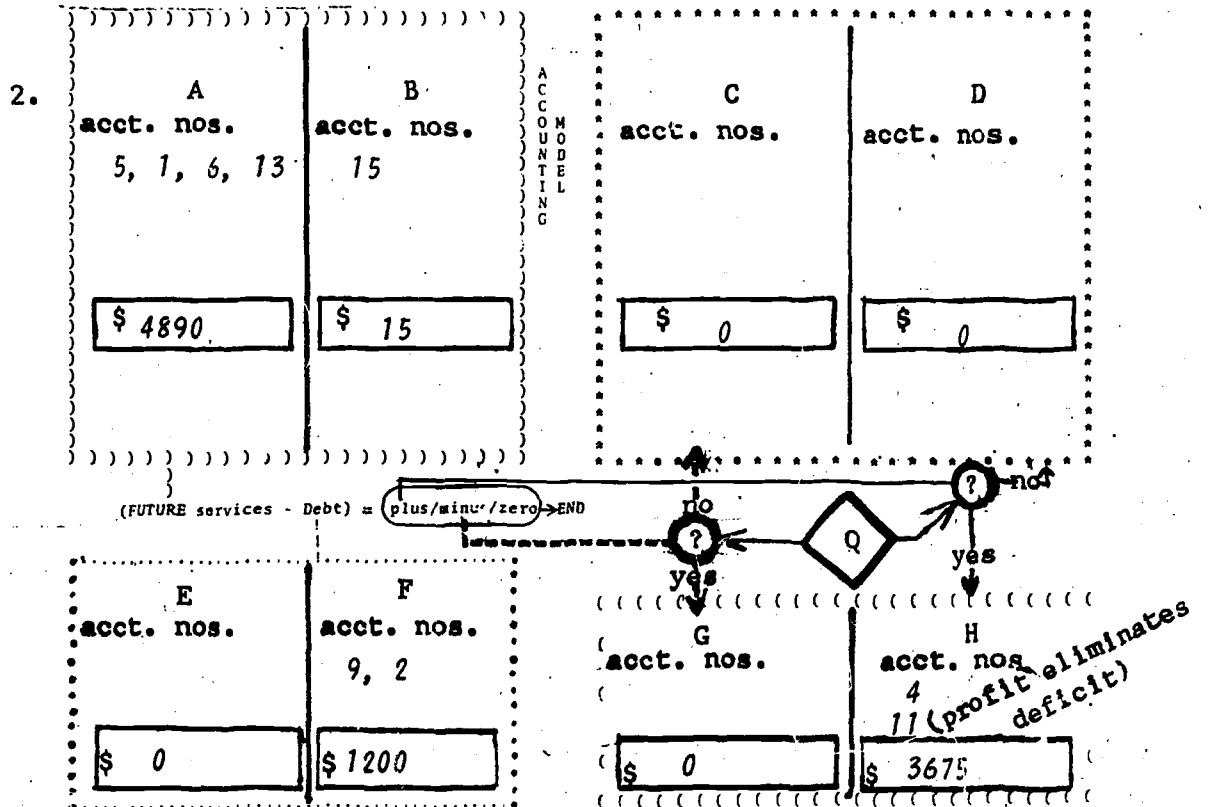 2.
A
acct. nos.
5, 1, 6, 13
$ 4890
B
acct. nos.
15
$ 15
ACCOUNTING
MODEL
C
acct. nos.
$ 0
D
acct. nos.
$ 0
(FUTURE services - Debt) = plus/minus/zero END
no
?
yes
Q
?
no
yes
E
acct. nos.
$ 0
F
acct. nos.
9, 2
$ 1200
G
acct. nos.
$ 0
H
acct. nos
4
11 (profit eliminates
deficit)
$ 3675